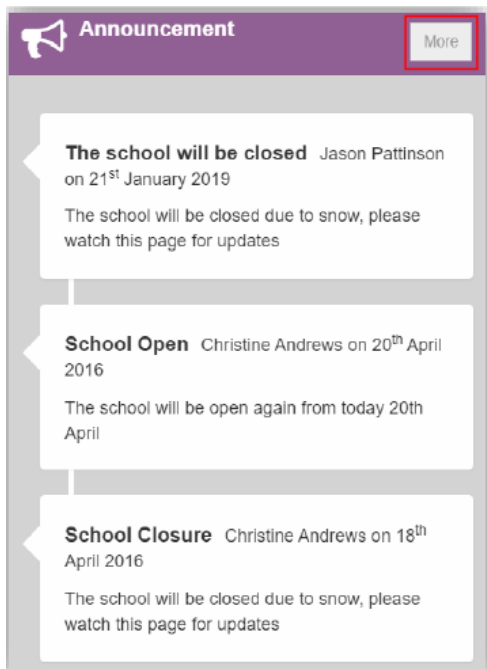 Announcement
More
The school will be closed Jason Pattinson
on 21st January 2019
The school will be closed due to snow, please
watch this page for updates
School Open Christine Andrews on 20th April
2016
The school will be open again from today 20th
April
School Closure Christine Andrews on 18th
April 2016
The school will be closed due to snow, please
watch this page for updates